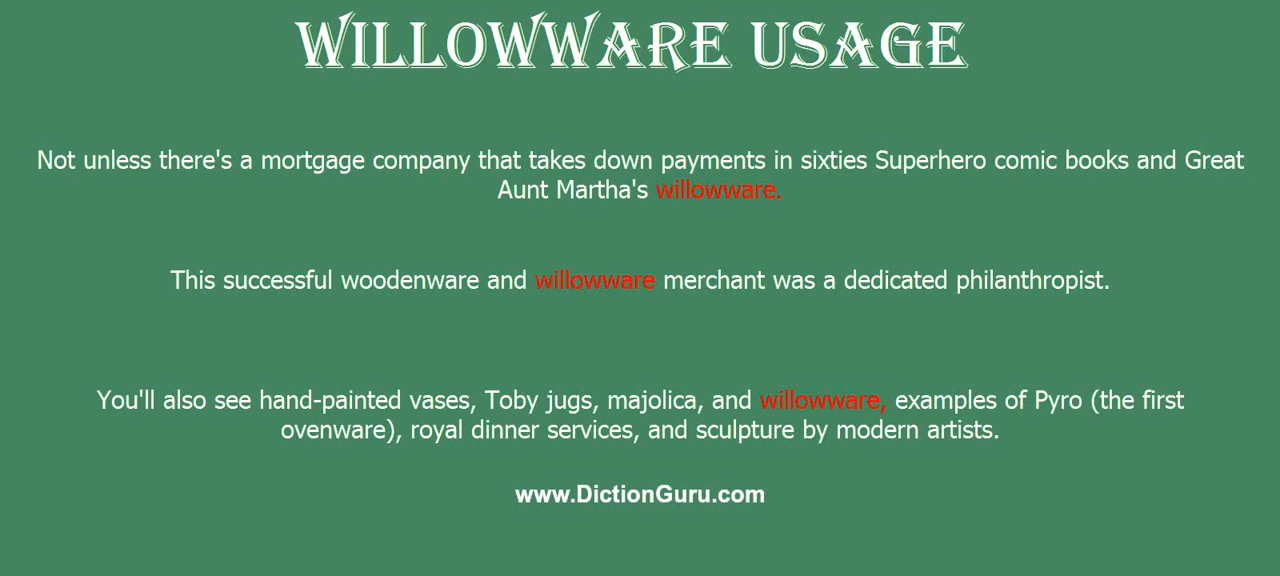 WILLOWWARE USAGE
Not unless there's a mortgage company that takes down payments in sixties Superhero comic books and Great
Aunt Martha's willowware.
This successful woodenware and willowware merchant was a dedicated philanthropist.
You'll also see hand-painted vases, Toby jugs, majolica, and willowware, examples of Pyro (the first
ovenware), royal dinner services, and sculpture by modern artists.
www.DictionGuru.com